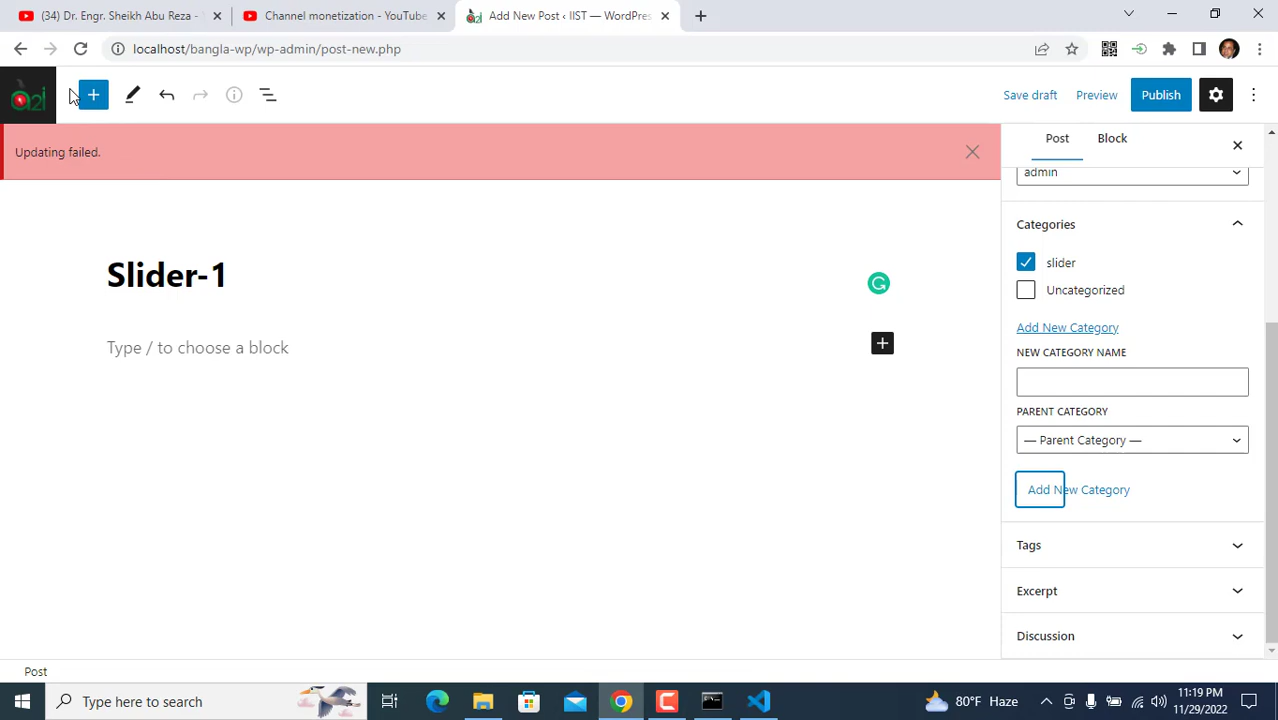 (34) Dr. Engr. Sheikh Abu Reza -
Channel monetization - YouTube
Add New Post ‹ IIST — WordPres
localhost/bangla-wp/wp-admin/post-new.php
a2i
Save draft
Preview
Publish
Updating failed.
Post
Block
admin
Categories
slider
Uncategorized
Add New Category
NEW CATEGORY NAME
PARENT CATEGORY
— Parent Category —
Add New Category
Tags
Excerpt
Discussion
Slider-1
Type / to choose a block
Post
Type here to search
80°F Haze
11:19 PM
11/29/2022